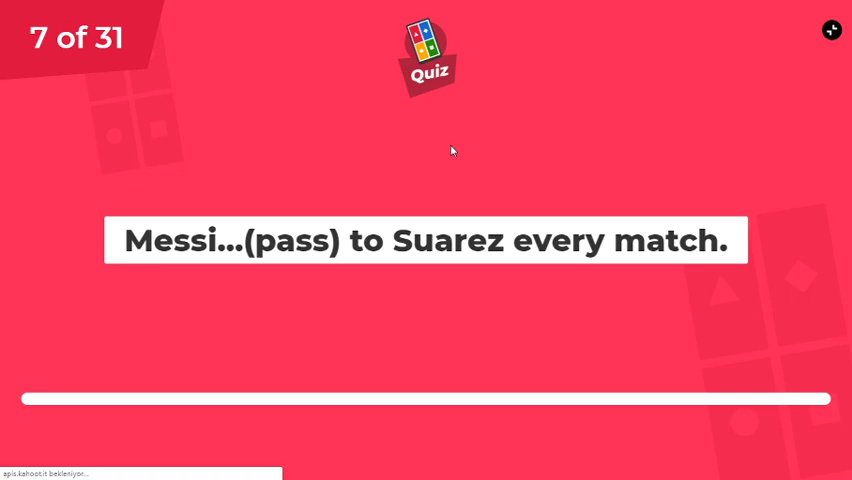 7 of 31
Quiz
Messi...(pass) to Suarez every match.
apis.kahoot.it bekleniyor...